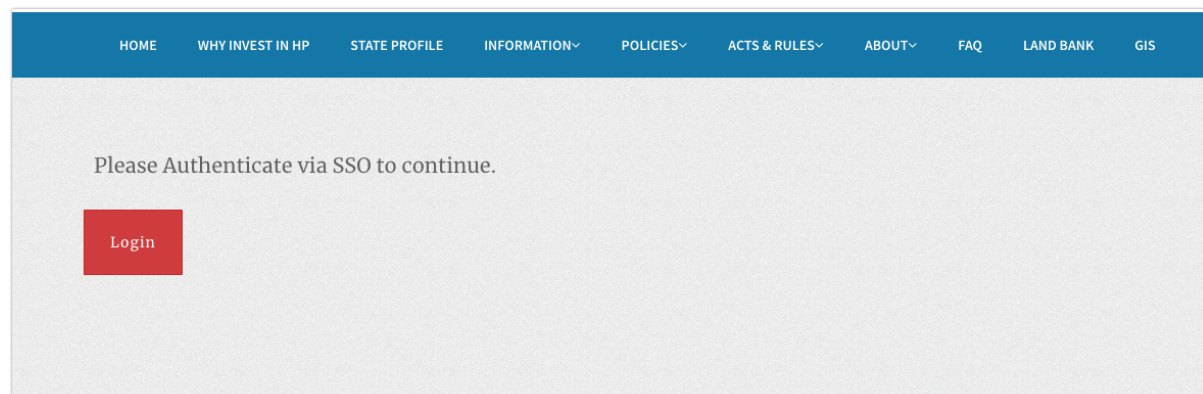 HOME WHY INVEST IN HP STATE PROFILE INFORMATION POLICIES ACTS & RULES ABOUT FAQ LAND BANK GIS
Please Authenticate via SSO to continue.
Login